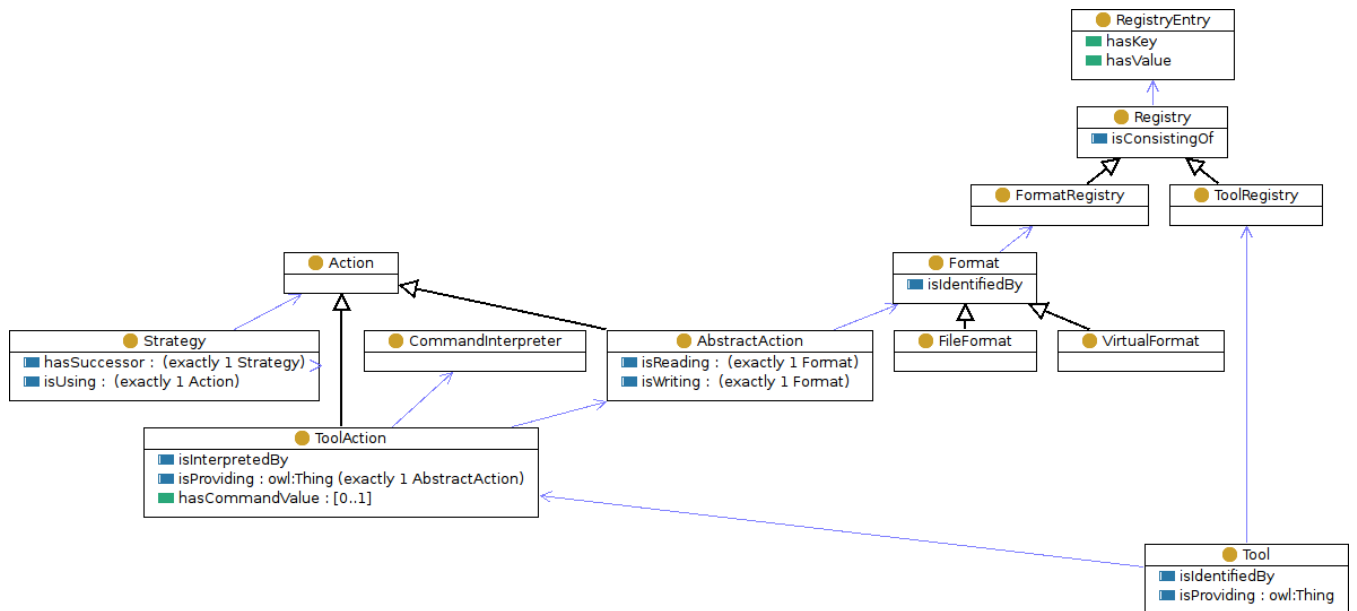 RegistryEntry
hasKey
hasValue
Registry
isConsistingOf
FormatRegistry
ToolRegistry
Action
Format
isIdentifiedBy
Strategy
hasSuccessor : (exactly 1 Strategy)
isUsing : (exactly 1 Action)
CommandInterpreter
AbstractAction
isReading : (exactly 1 Format)
isWriting : (exactly 1 Format)
FileFormat
VirtualFormat
ToolAction
isInterpretedBy
isProviding : owl:Thing (exactly 1 AbstractAction)
hasCommandValue : [0..1]
Tool
isIdentifiedBy
isProviding : owl:Thing